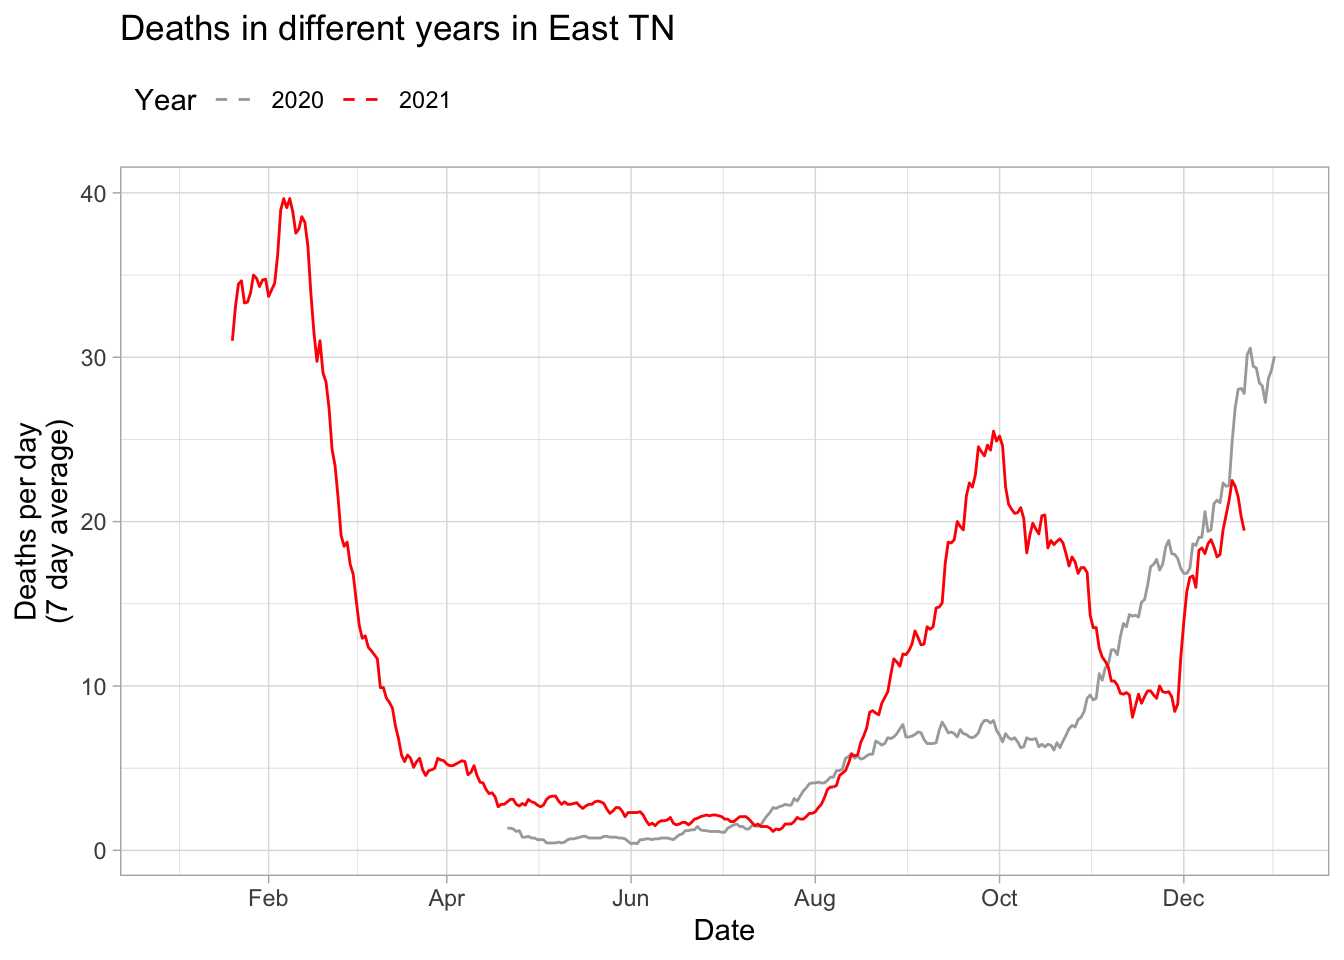 Deaths in different years in East TN
Year 2020 2021
40
30
20
10
0
Deaths per day
(7 day average)
Feb Apr Jun Aug Oct Dec
Date